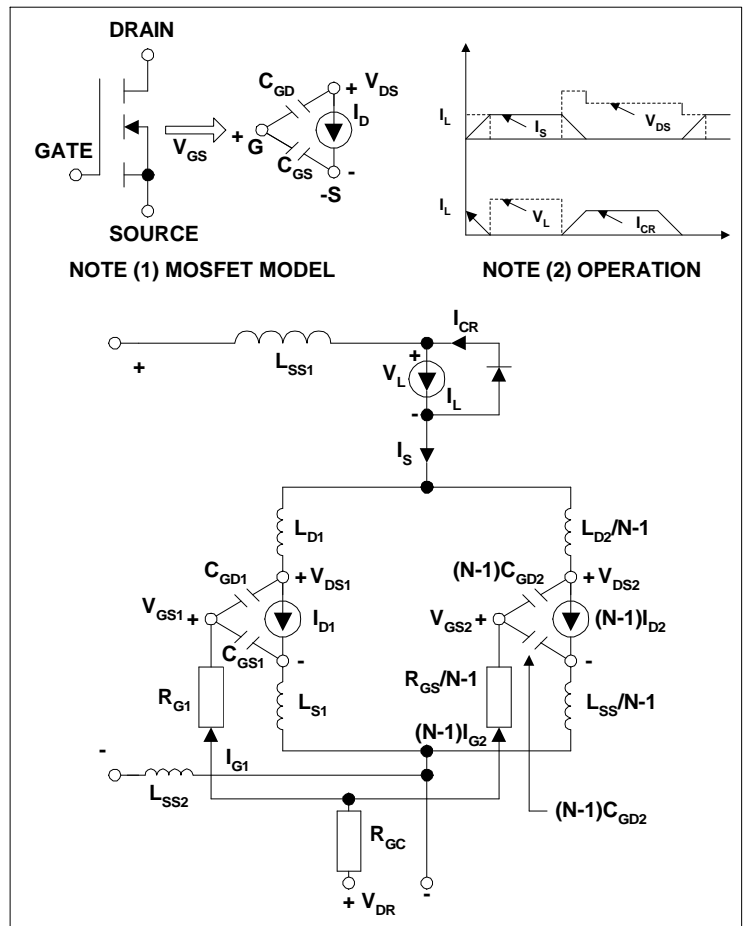 DRAIN
GATE
SOURCE
V_GS
C_GD
+ V_DS
I_D
+ G
C_GS
-
-S
NOTE (1) MOSFET MODEL
I_L
I_S
V_DS
I_L
V_L
I_CR
NOTE (2) OPERATION
+
L_SS1
I_CR
+
V_L
I_L
-
I_S
L_D1
L_D2/N-1
C_GD1
+ V_DS1
(N-1)C_GD2
+ V_DS2
V_GS1 +
I_D1
V_GS2 +
(N-1)I_D2
C_GS1
-
-
R_G1
L_S1
R_GS/N-1
L_SS/N-1
(N-1)I_G2
-
I_G1
L_SS2
(N-1)C_GD2
R_GC
+ V_DR
-